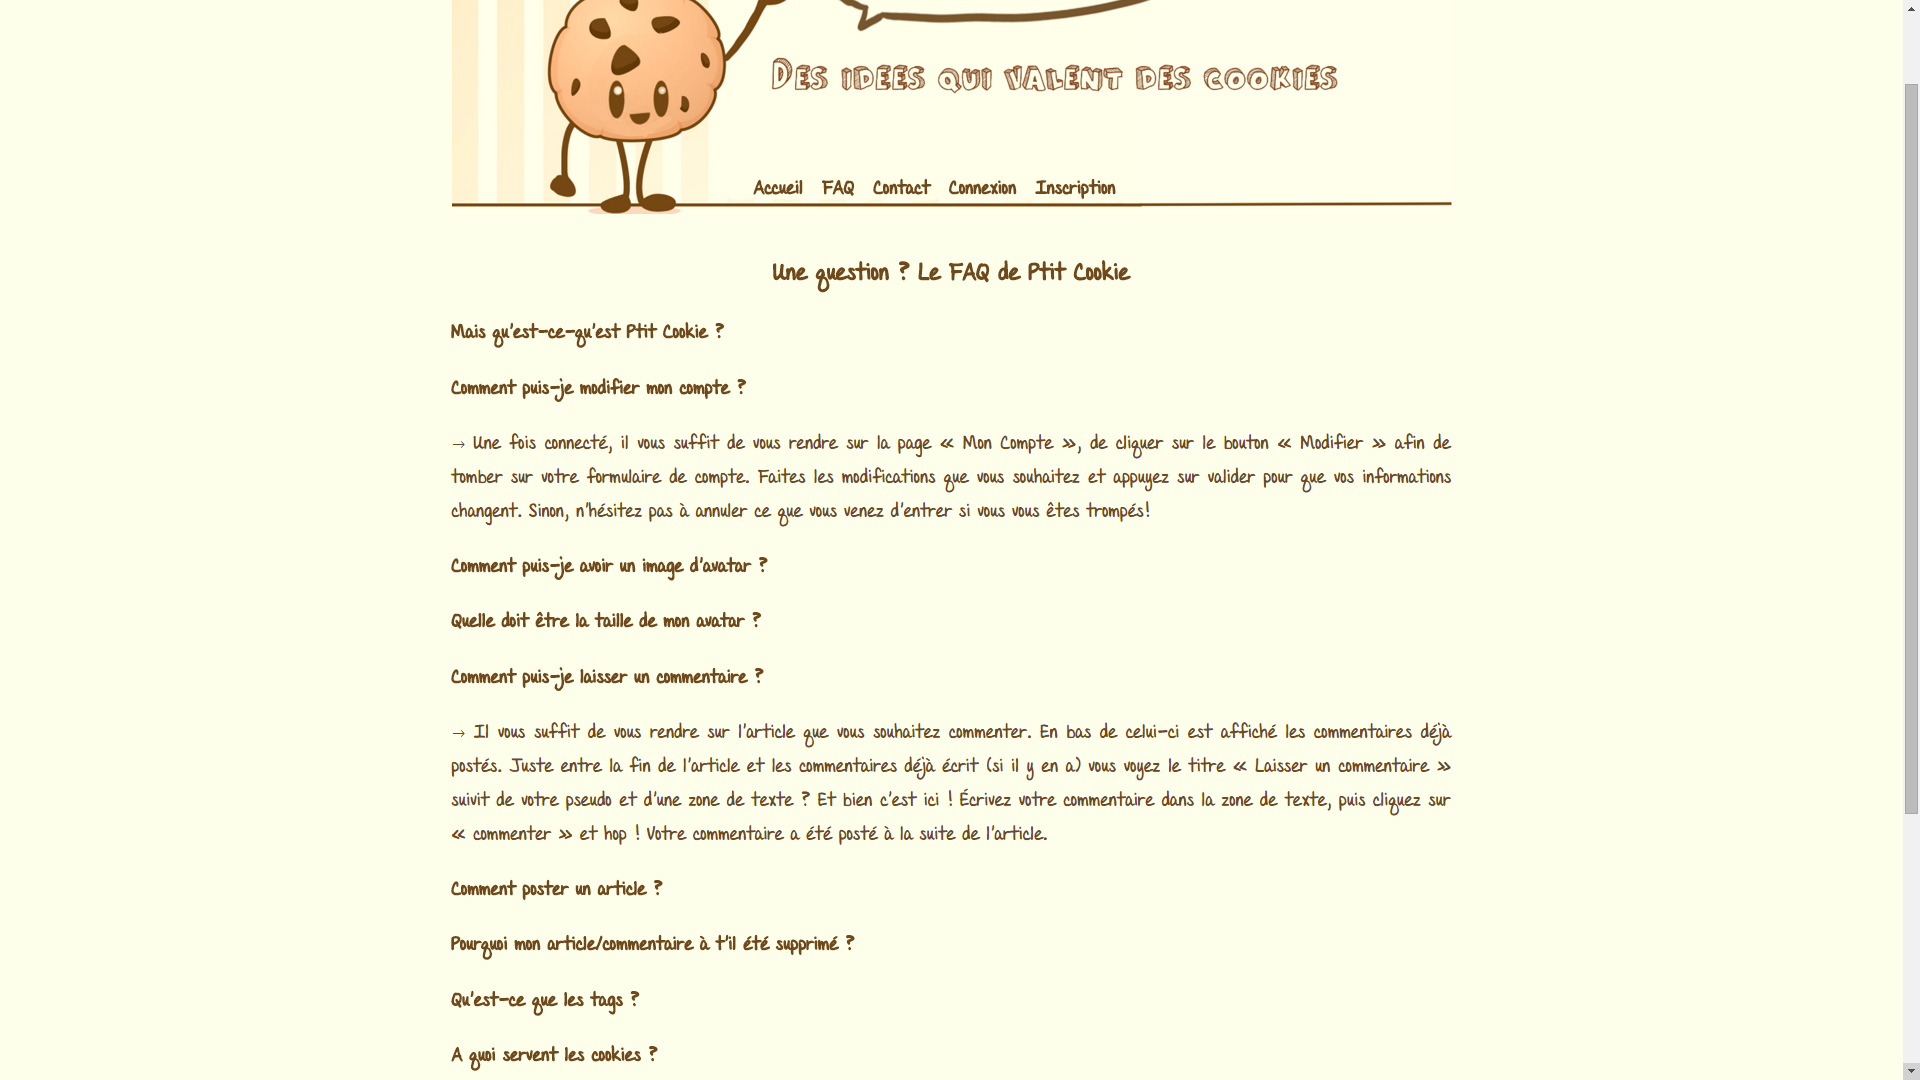 Des idees qui valent des cookies
Accueil FAQ Contact Connexion Inscription
Une question ? Le FAQ de Ptit Cookie
Mais qu'est-ce-qu'est Ptit Cookie ?
Comment puis-je modifier mon compte ?
→ Une fois connecté, il vous suffit de vous rendre sur la page « Mon Compte », de cliquer sur le bouton « Modifier » afin de
tomber sur votre formulaire de compte. Faites les modifications que vous souhaitez et appuyez sur valider pour que vos informations
changent. Sinon, n'hésitez pas à annuler ce que vous venez d'entrer si vous vous êtes trompés!
Comment puis-je avoir un image d'avatar ?
Quelle doit être la taille de mon avatar ?
Comment puis-je laisser un commentaire ?
→ Il vous suffit de vous rendre sur l'article que vous souhaitez commenter. En bas de celui-ci est affiché les commentaires déjà
postés. Juste entre la fin de l'article et les commentaires déjà écrit (si il y en a) vous voyez le titre « Laisser un commentaire »
suivit de votre pseudo et d'une zone de texte ? Et bien c'est ici ! Écrivez votre commentaire dans la zone de texte, puis cliquez sur
« commenter » et hop ! Votre commentaire a été posté à la suite de l'article.
Comment poster un article ?
Pourquoi mon article/commentaire à t'il été supprimé ?
Qu'est-ce que les tags ?
A quoi servent les cookies ?